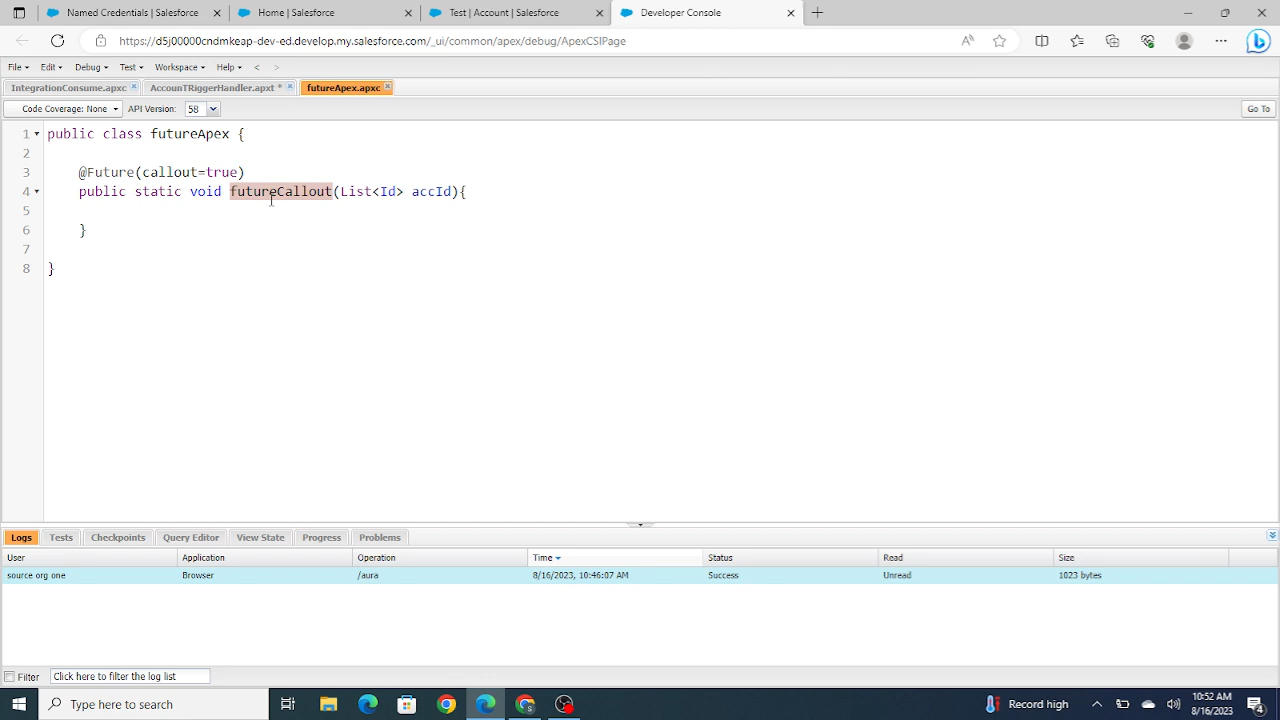 Named Credentials | Salesforce
Home | Salesforce
Test | Account | Salesforce
Developer Console
https://d5j00000cndmkeap-dev-ed.develop.my.salesforce.com/_ui/common/apex/debug/ApexCSIPage
File Edit Debug Test Workspace Help < >
IntegrationConsume.apxc AccounTRiggerHandler.apxt * futureApex.apxc
Code Coverage: None API Version: 58 Go To
1 public class futureApex {
2
3 @Future(callout=true)
4 public static void futureCallout(List<Id> accId){
5
6 }
7
8 }
Logs Tests Checkpoints Query Editor View State Progress Problems
User Application Operation Time Status Read Size
source org one Browser /aura 8/16/2023, 10:46:07 AM Success Unread 1023 bytes
Filter Click here to filter the log list
Type here to search Record high 10:52 AM
8/16/2023 4